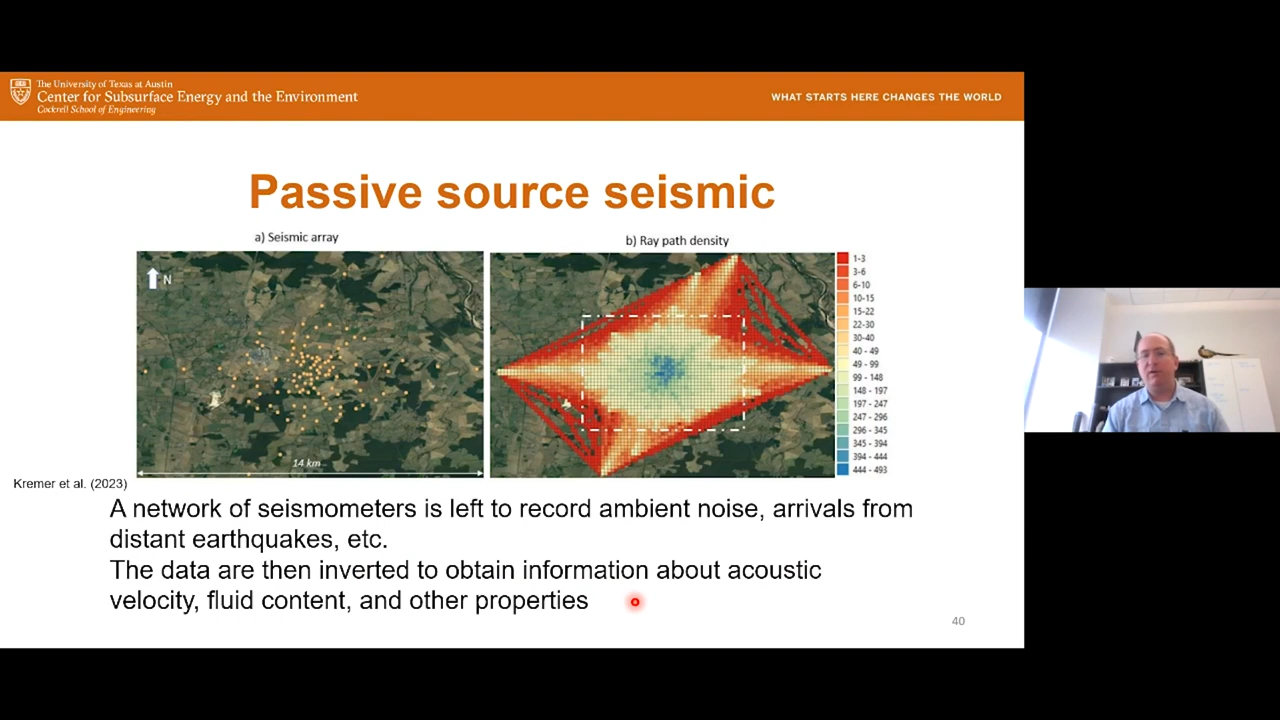 The University of Texas at Austin
Center for Subsurface Energy and the Environment
Cockrell School of Engineering
WHAT STARTS HERE CHANGES THE WORLD
Passive source seismic
a) Seismic array
b) Ray path density
N
14 km
1-3
3-6
6-10
10-15
15-22
22-30
30-40
40 - 49
49 - 99
99 - 148
148 - 197
197 - 247
247 - 296
296 - 345
345 - 394
394 - 444
444 - 493
Kremer et al. (2023)
A network of seismometers is left to record ambient noise, arrivals from
distant earthquakes, etc.
The data are then inverted to obtain information about acoustic
velocity, fluid content, and other properties
40